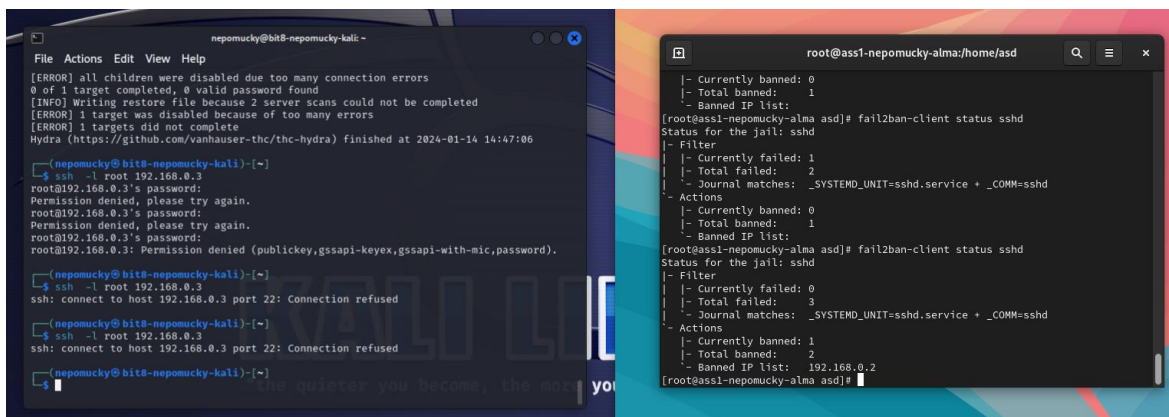 nepomucky@bit8-nepomucky-kali: ~
File Actions Edit View Help
[ERROR] all children were disabled due too many connection errors
0 of 1 target completed, 0 valid password found
[INFO] Writing restore file because 2 server scans could not be completed
[ERROR] 1 target was disabled because of too many errors
[ERROR] 1 targets did not complete
Hydra (https://github.com/vanhauser-thc/thc-hydra) finished at 2024-01-14 14:47:06
┌──(nepomucky㉿bit8-nepomucky-kali)-[~]
└─$ ssh -l root 192.168.0.3
root@192.168.0.3's password:
Permission denied, please try again.
root@192.168.0.3's password:
Permission denied, please try again.
root@192.168.0.3's password:
root@192.168.0.3: Permission denied (publickey,gssapi-keyex,gssapi-with-mic,password).
┌──(nepomucky㉿bit8-nepomucky-kali)-[~]
└─$ ssh -l root 192.168.0.3
ssh: connect to host 192.168.0.3 port 22: Connection refused
┌──(nepomucky㉿bit8-nepomucky-kali)-[~]
└─$ ssh -l root 192.168.0.3
ssh: connect to host 192.168.0.3 port 22: Connection refused
┌──(nepomucky㉿bit8-nepomucky-kali)-[~]
└─$
KALI LI
"the quieter you become, the more you
root@ass1-nepomucky-alma:/home/asd
|- Currently banned: 0
|- Total banned: 1
`- Banned IP list:
[root@ass1-nepomucky-alma asd]# fail2ban-client status sshd
Status for the jail: sshd
|- Filter
| |- Currently failed: 1
| |- Total failed: 2
| `- Journal matches: _SYSTEMD_UNIT=sshd.service + _COMM=sshd
`- Actions
|- Currently banned: 0
|- Total banned: 1
`- Banned IP list:
[root@ass1-nepomucky-alma asd]# fail2ban-client status sshd
Status for the jail: sshd
|- Filter
| |- Currently failed: 0
| |- Total failed: 3
| `- Journal matches: _SYSTEMD_UNIT=sshd.service + _COMM=sshd
`- Actions
|- Currently banned: 1
|- Total banned: 2
`- Banned IP list: 192.168.0.2
[root@ass1-nepomucky-alma asd]#